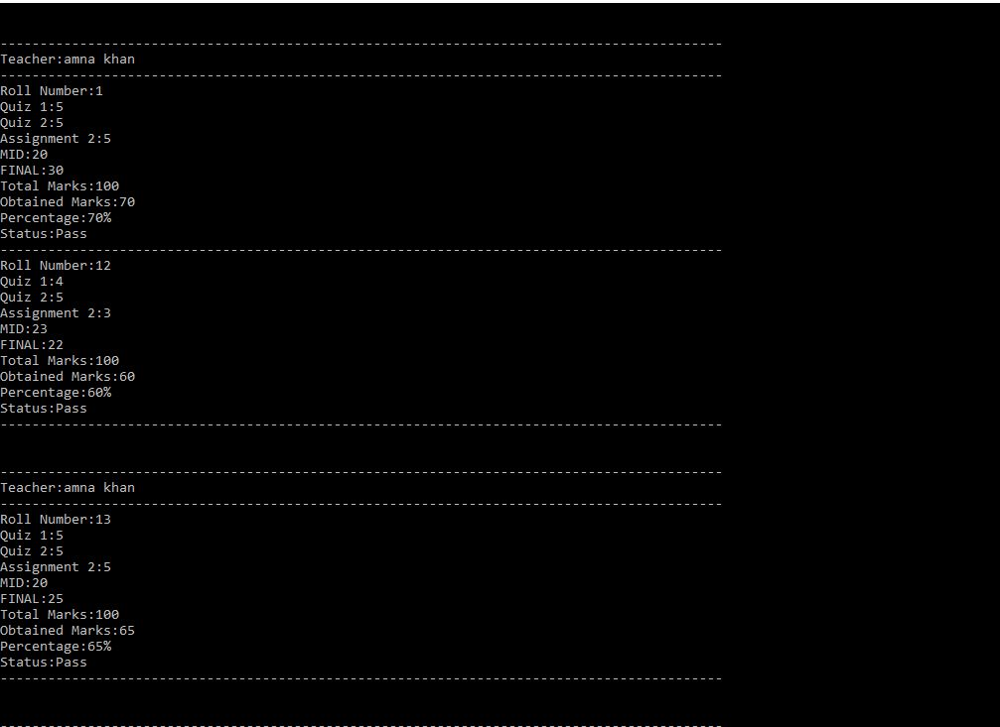 -------------------------------------------------------------------------------------------
Teacher:amna khan
-------------------------------------------------------------------------------------------
Roll Number:1
Quiz 1:5
Quiz 2:5
Assignment 2:5
MID:20
FINAL:30
Total Marks:100
Obtained Marks:70
Percentage:70%
Status:Pass
-------------------------------------------------------------------------------------------
Roll Number:12
Quiz 1:4
Quiz 2:5
Assignment 2:3
MID:23
FINAL:22
Total Marks:100
Obtained Marks:60
Percentage:60%
Status:Pass
-------------------------------------------------------------------------------------------
-------------------------------------------------------------------------------------------
Teacher:amna khan
-------------------------------------------------------------------------------------------
Roll Number:13
Quiz 1:5
Quiz 2:5
Assignment 2:5
MID:20
FINAL:25
Total Marks:100
Obtained Marks:65
Percentage:65%
Status:Pass
-------------------------------------------------------------------------------------------
-------------------------------------------------------------------------------------------